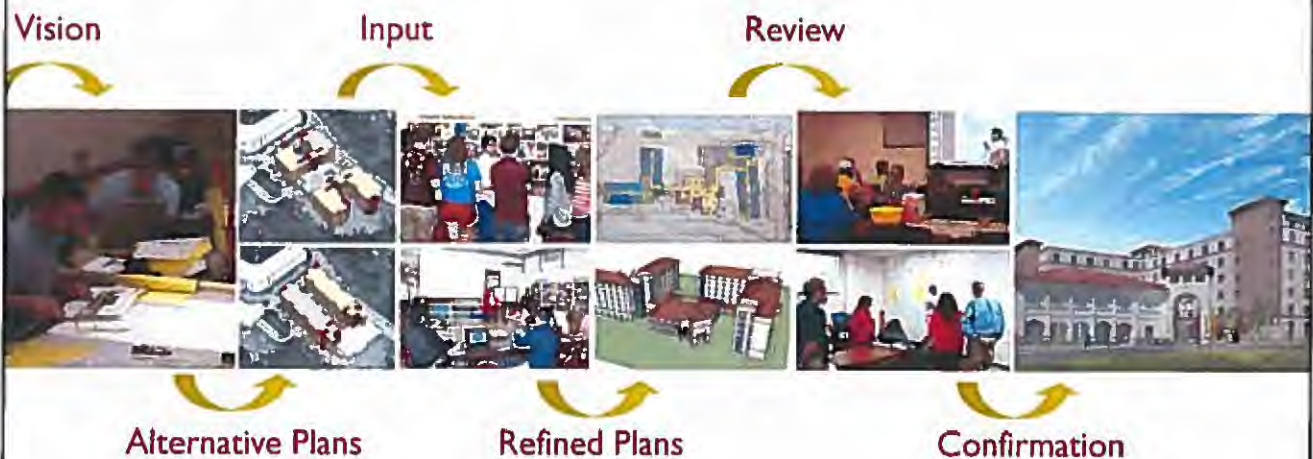 Vision
Input
Review
Alternative Plans
Refined Plans
Confirmation